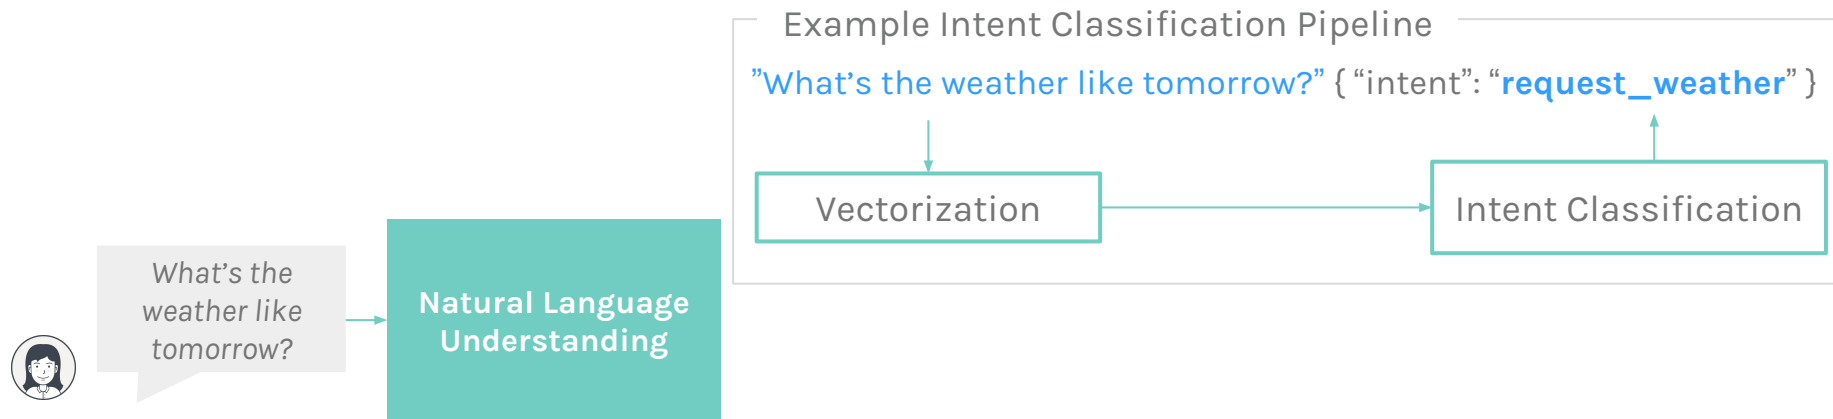 Example Intent Classification Pipeline
”What’s the weather like tomorrow?” { “intent”: “request_weather” }
Vectorization
Intent Classification
What’s the
weather like
tomorrow?
Natural Language
Understanding